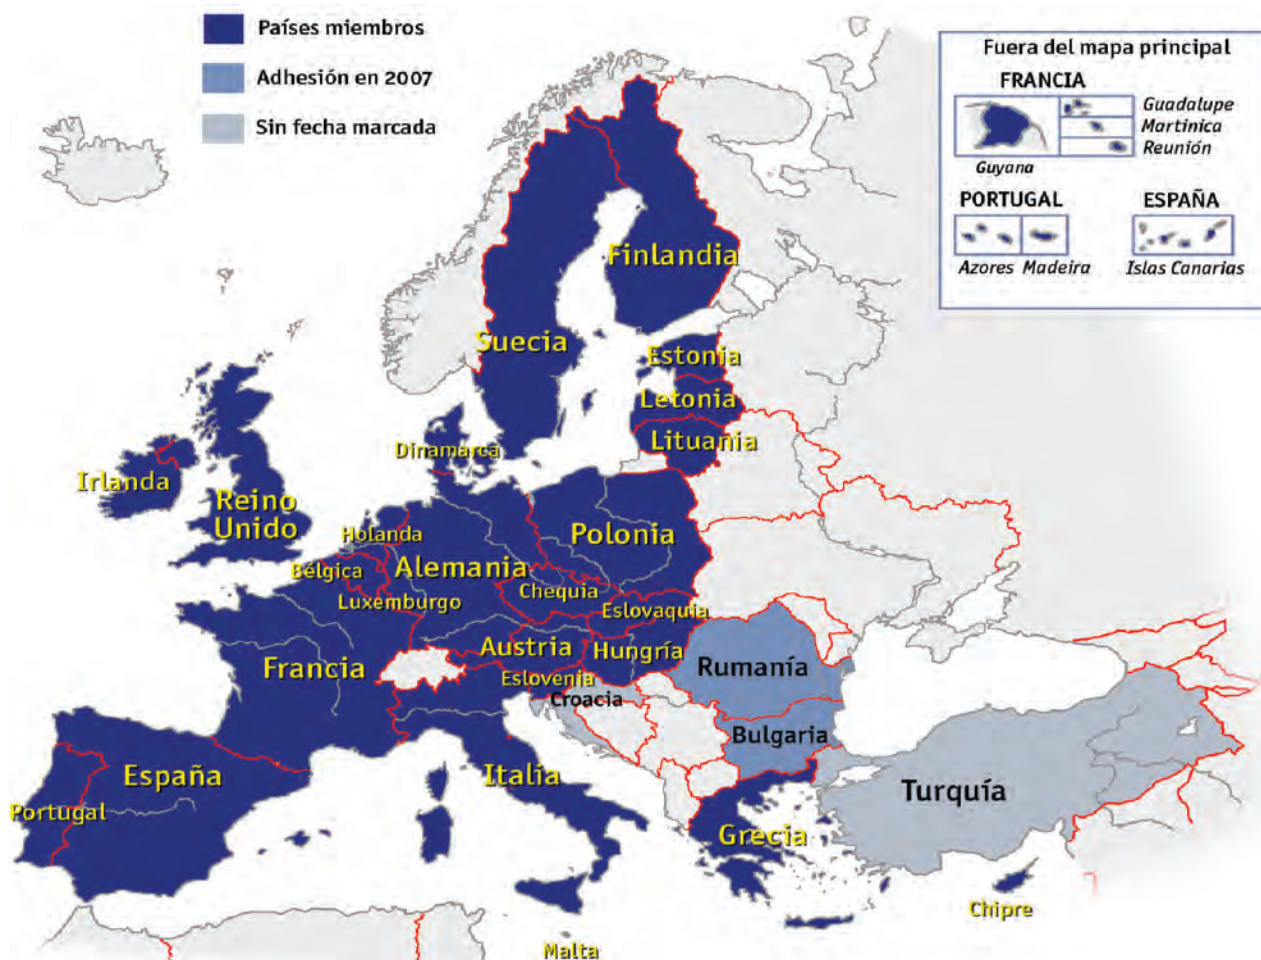 Países miembros
Adhesión en 2007
Sin fecha marcada
Fuera del mapa principal
FRANCIA
Guadalupe
Martinica
Reunión
Guyana
PORTUGAL
ESPAÑA
Azores
Madeira
Islas Canarias
Finlandia
Suecia
Estonia
Letonia
Lituania
Dinamarca
Irlanda
Reino
Unido
Holanda
Polonia
Bélgica
Alemania
Chequia
Luxemburgo
Eslovaquia
Austria
Hungría
Francia
Rumanía
Eslovenia
Croacia
Bulgaria
España
Italia
Turquía
Portugal
Grecia
Chipre
Malta